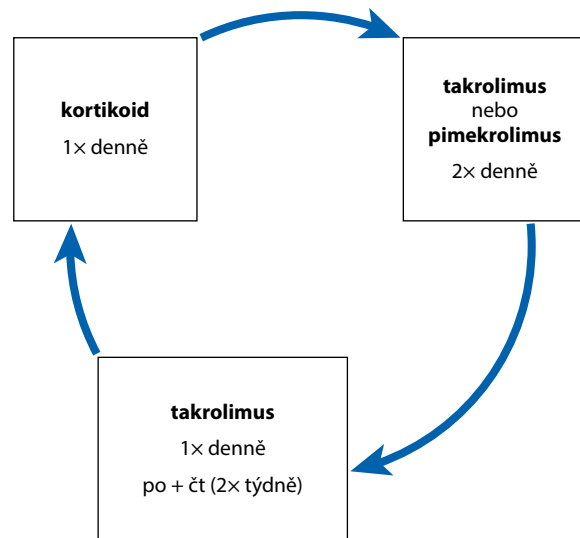 kortikoid
1× denně
takrolimus
nebo
pimekrolimus
2× denně
takrolimus
1× denně
po + čt (2× týdně)